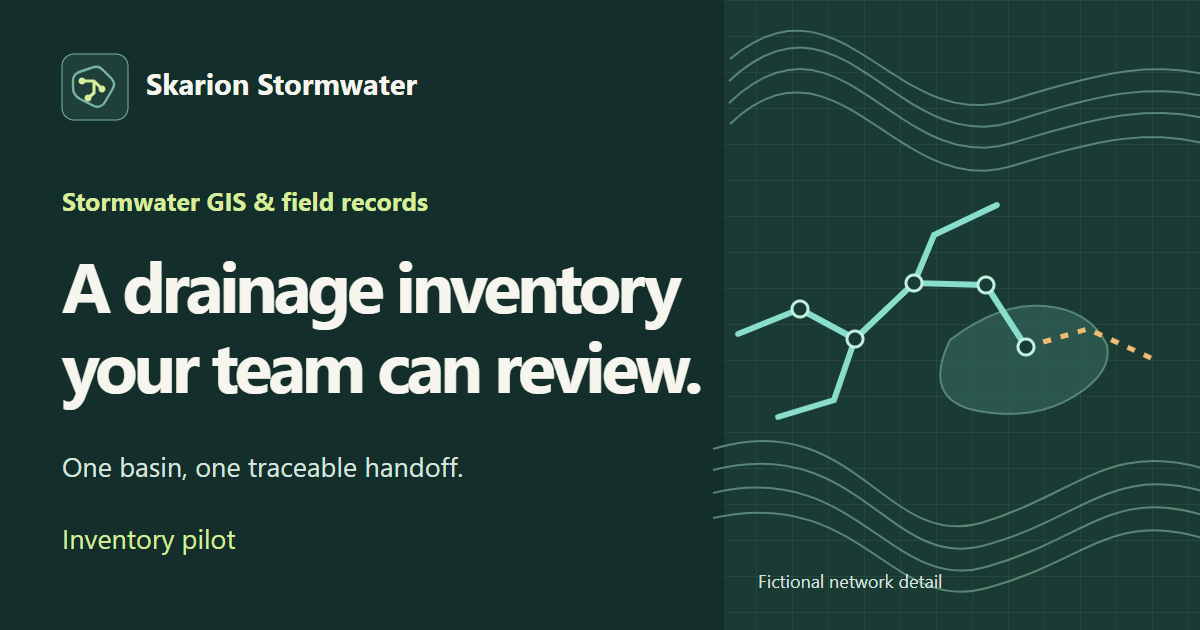 Skarion Stormwater
Stormwater GIS & field records
A drainage inventory
your team can review.
One basin, one traceable handoff.
Inventory pilot
Fictional network detail